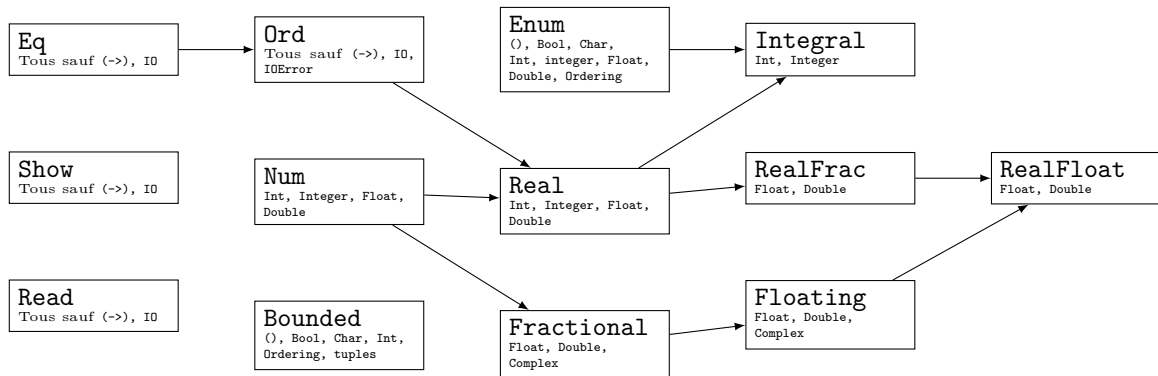 Eq
Tous sauf (->), IO
Ord
Tous sauf (->), IO,
IOError
Enum
(), Bool, Char,
Int, integer, Float,
Double, Ordering
Integral
Int, Integer
Show
Tous sauf (->), IO
Num
Int, Integer, Float,
Double
Real
Int, Integer, Float,
Double
RealFrac
Float, Double
RealFloat
Float, Double
Read
Tous sauf (->), IO
Bounded
(), Bool, Char, Int,
Ordering, tuples
Fractional
Float, Double,
Complex
Floating
Float, Double,
Complex